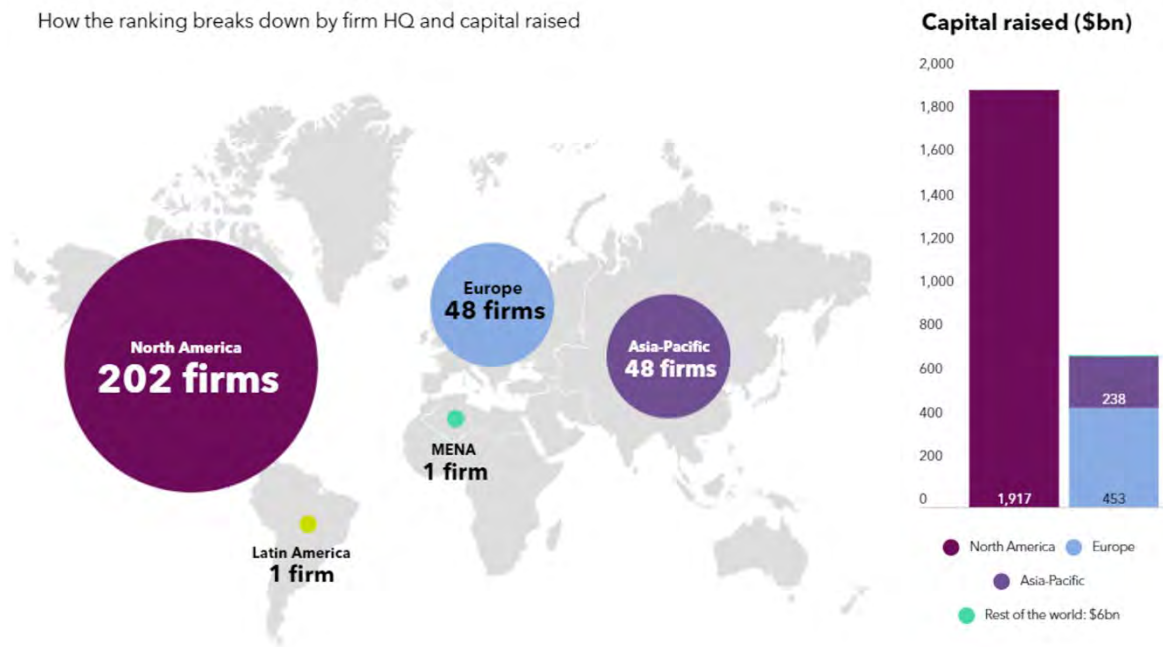 How the ranking breaks down by firm HQ and capital raised
North America
202 firms
Europe
48 firms
Asia-Pacific
48 firms
MENA
1 firm
Latin America
1 firm
Capital raised ($bn)
2,000
1,800
1,600
1,400
1,200
1,000
800
600
400
200
0
1,917
238
453
North America
Europe
Asia-Pacific
Rest of the world: $6bn